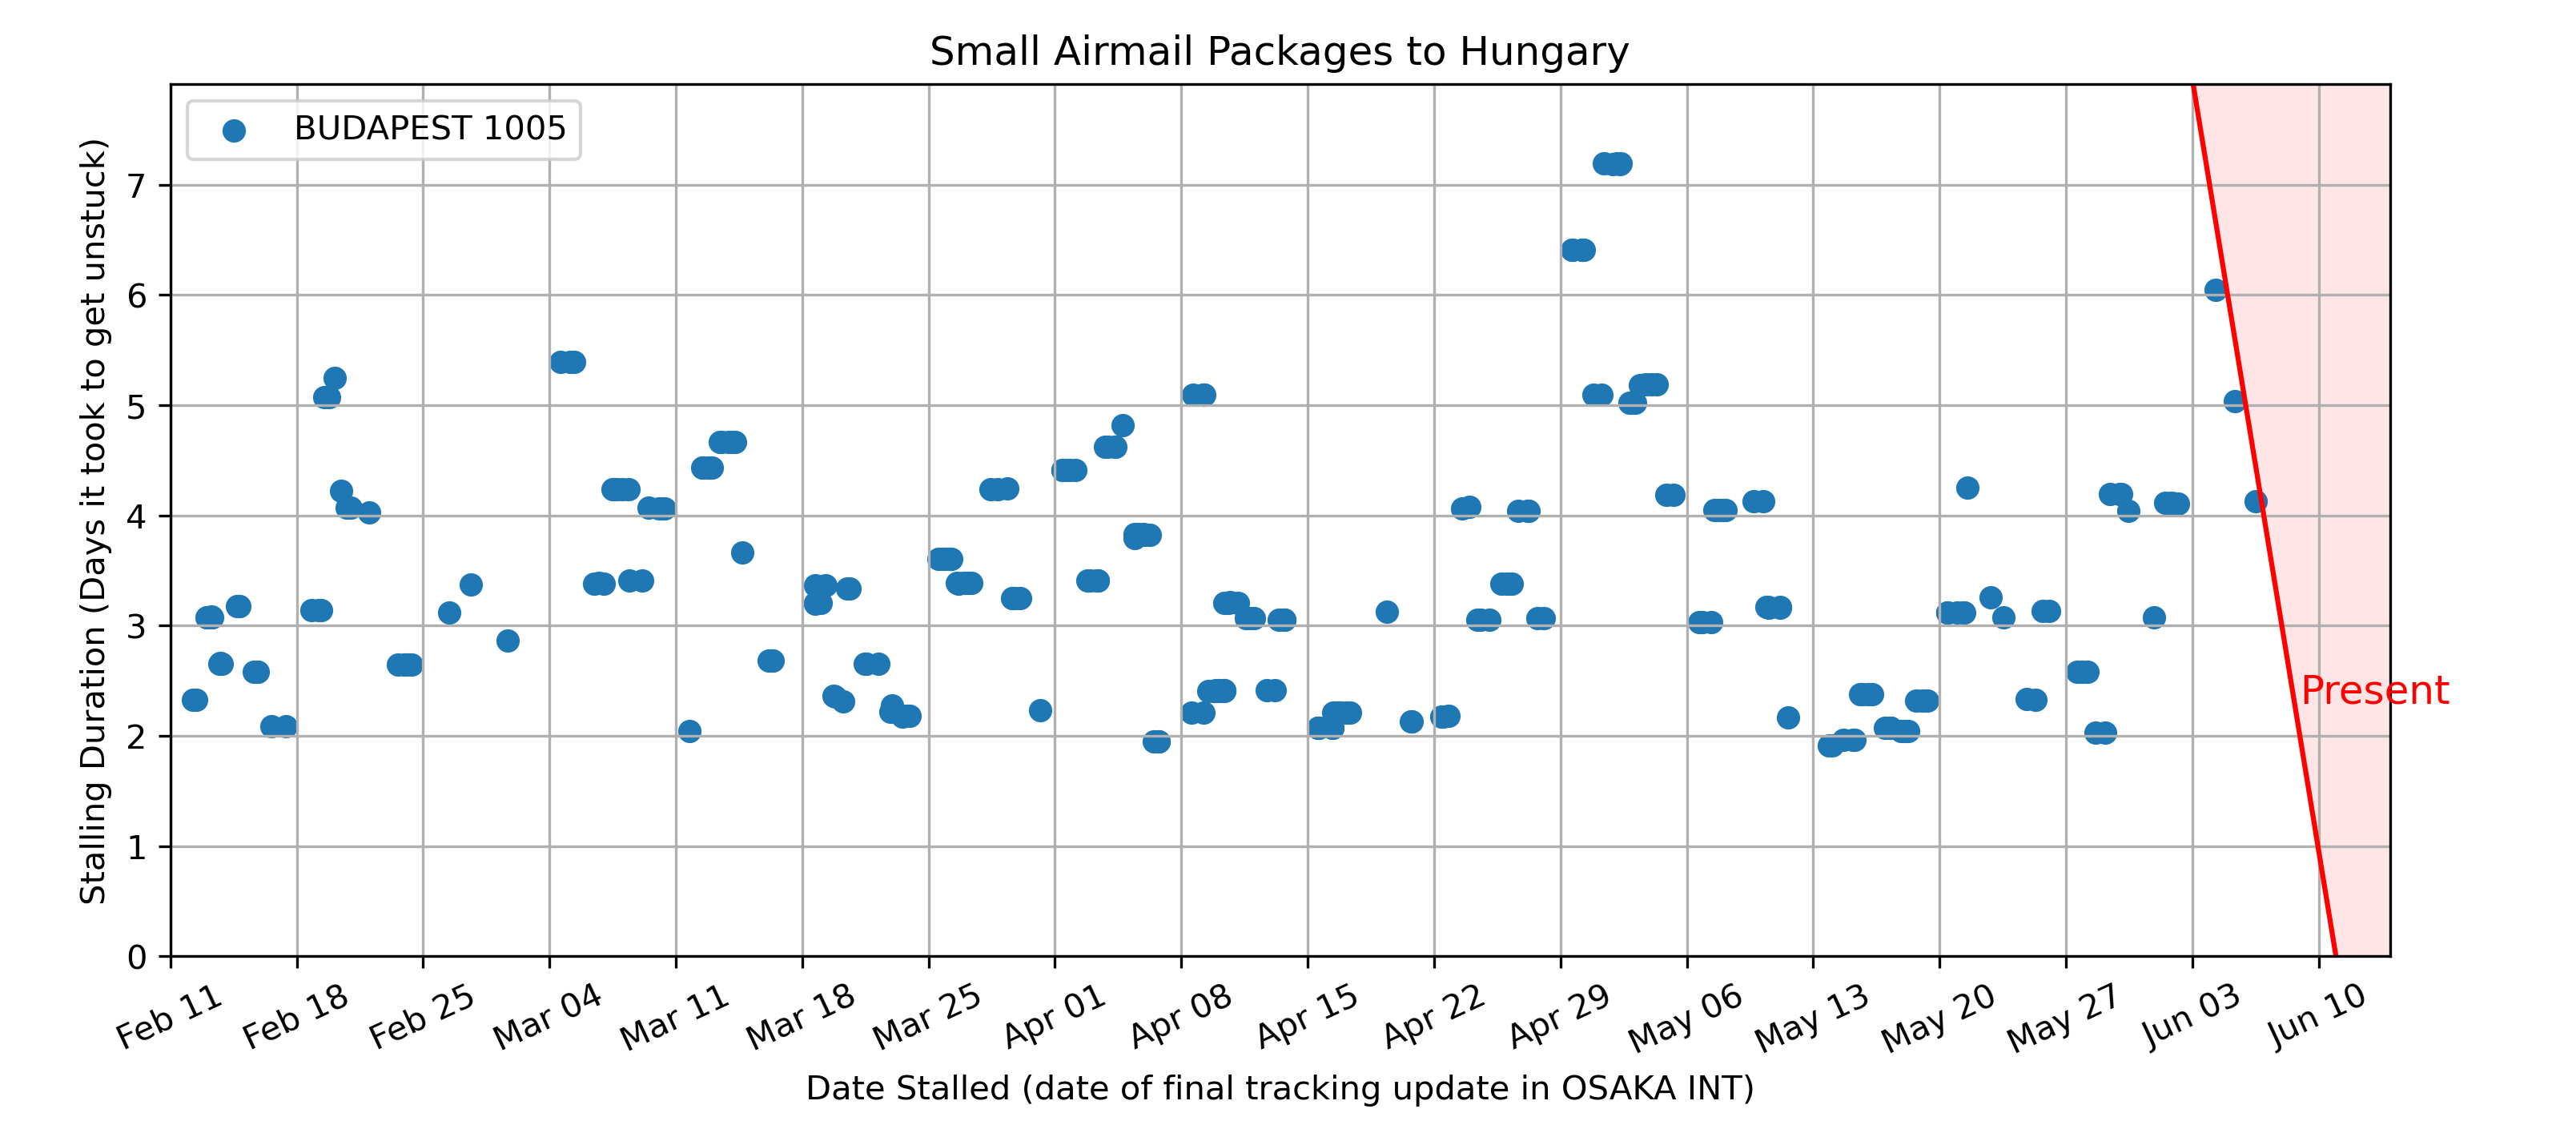 Small Airmail Packages to Hungary
BUDAPEST 1005
Stalling Duration (Days it took to get unstuck)
7
6
5
4
3
2
1
0
Present
Feb 11
Feb 18
Feb 25
Mar 04
Mar 11
Mar 18
Mar 25
Apr 01
Apr 08
Apr 15
Apr 22
Apr 29
May 06
May 13
May 20
May 27
Jun 03
Jun 10
Date Stalled (date of final tracking update in OSAKA INT)